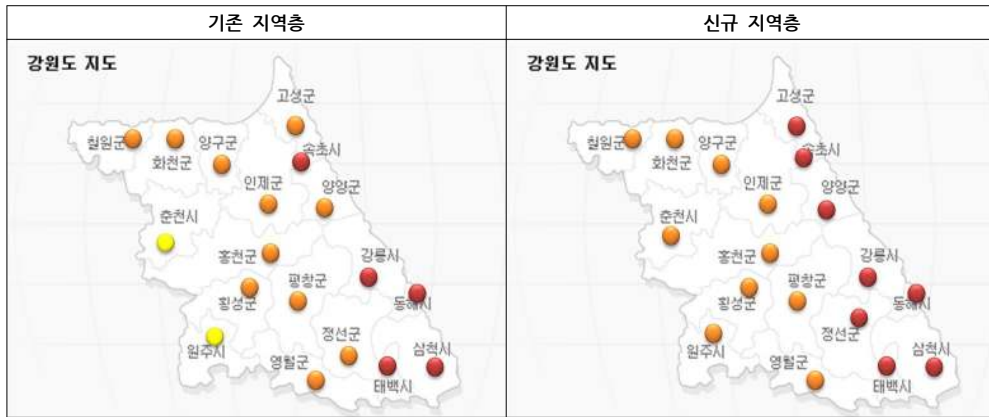 기존 지역층
신규 지역층
강원도 지도
고성군
철원군
화천군
양구군
속초시
인제군
양양군
춘천시
홍천군
강릉시
평창군
횡성군
동해시
정선군
원주시
영월군
삼척시
태백시
강원도 지도
고성군
철원군
화천군
양구군
속초시
인제군
양양군
춘천시
홍천군
강릉시
평창군
횡성군
동해시
정선군
원주시
영월군
삼척시
태백시